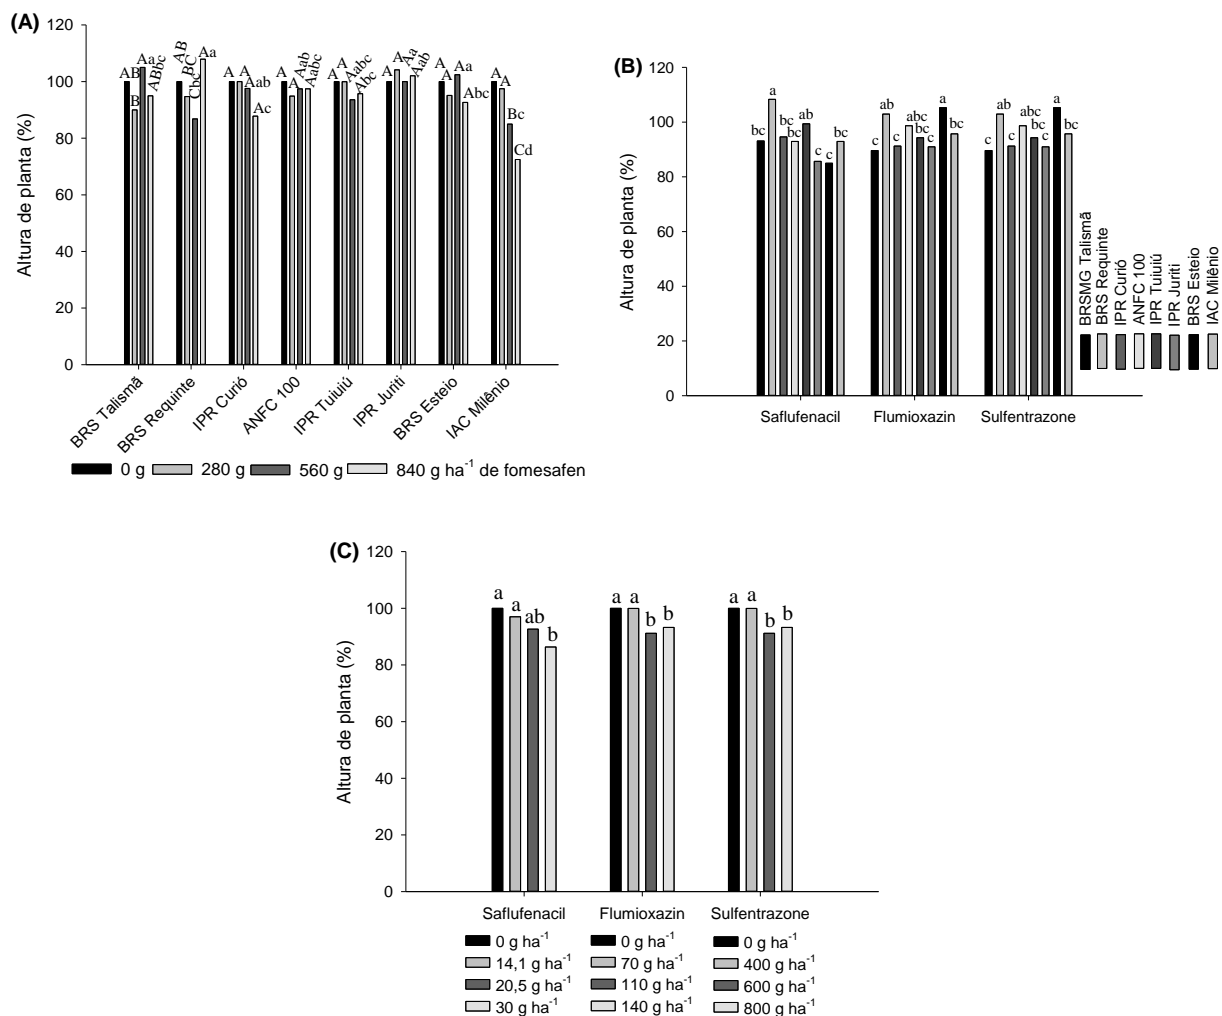 (A)
Altura de planta (%)
120
100
80
60
40
20
0
AB B Aa ABbc
AB BC Cbc Aa
A A Aab Ac
A A Aab Aabc
A A Aabc Abc
A A Aa Aab
A A Aa Abc
A A Bc Cd
BRS Talismã
BRS Requinte
IPR Curió
ANFC 100
IPR Tuiuiú
IPR Juriti
BRS Esteio
IAC Milênio
0 g 280 g 560 g 840 g ha⁻¹ de fomesafen
(B)
Altura de planta (%)
120
100
80
60
40
20
0
bc a bc bc ab c c bc
c ab c abc bc c a bc
c ab c abc bc c a bc
Saflufenacil Flumioxazin Sulfentrazone
BRSMG Talismã
BRS Requinte
IPR Curió
ANFC 100
IPR Tuiuiú
IPR Juriti
BRS Esteio
IAC Milênio
(C)
Altura de planta (%)
120
100
80
60
40
20
0
a a ab b
a a b b
a a b b
Saflufenacil Flumioxazin Sulfentrazone
0 g ha⁻¹ 0 g ha⁻¹ 0 g ha⁻¹
14,1 g ha⁻¹ 70 g ha⁻¹ 400 g ha⁻¹
20,5 g ha⁻¹ 110 g ha⁻¹ 600 g ha⁻¹
30 g ha⁻¹ 140 g ha⁻¹ 800 g ha⁻¹